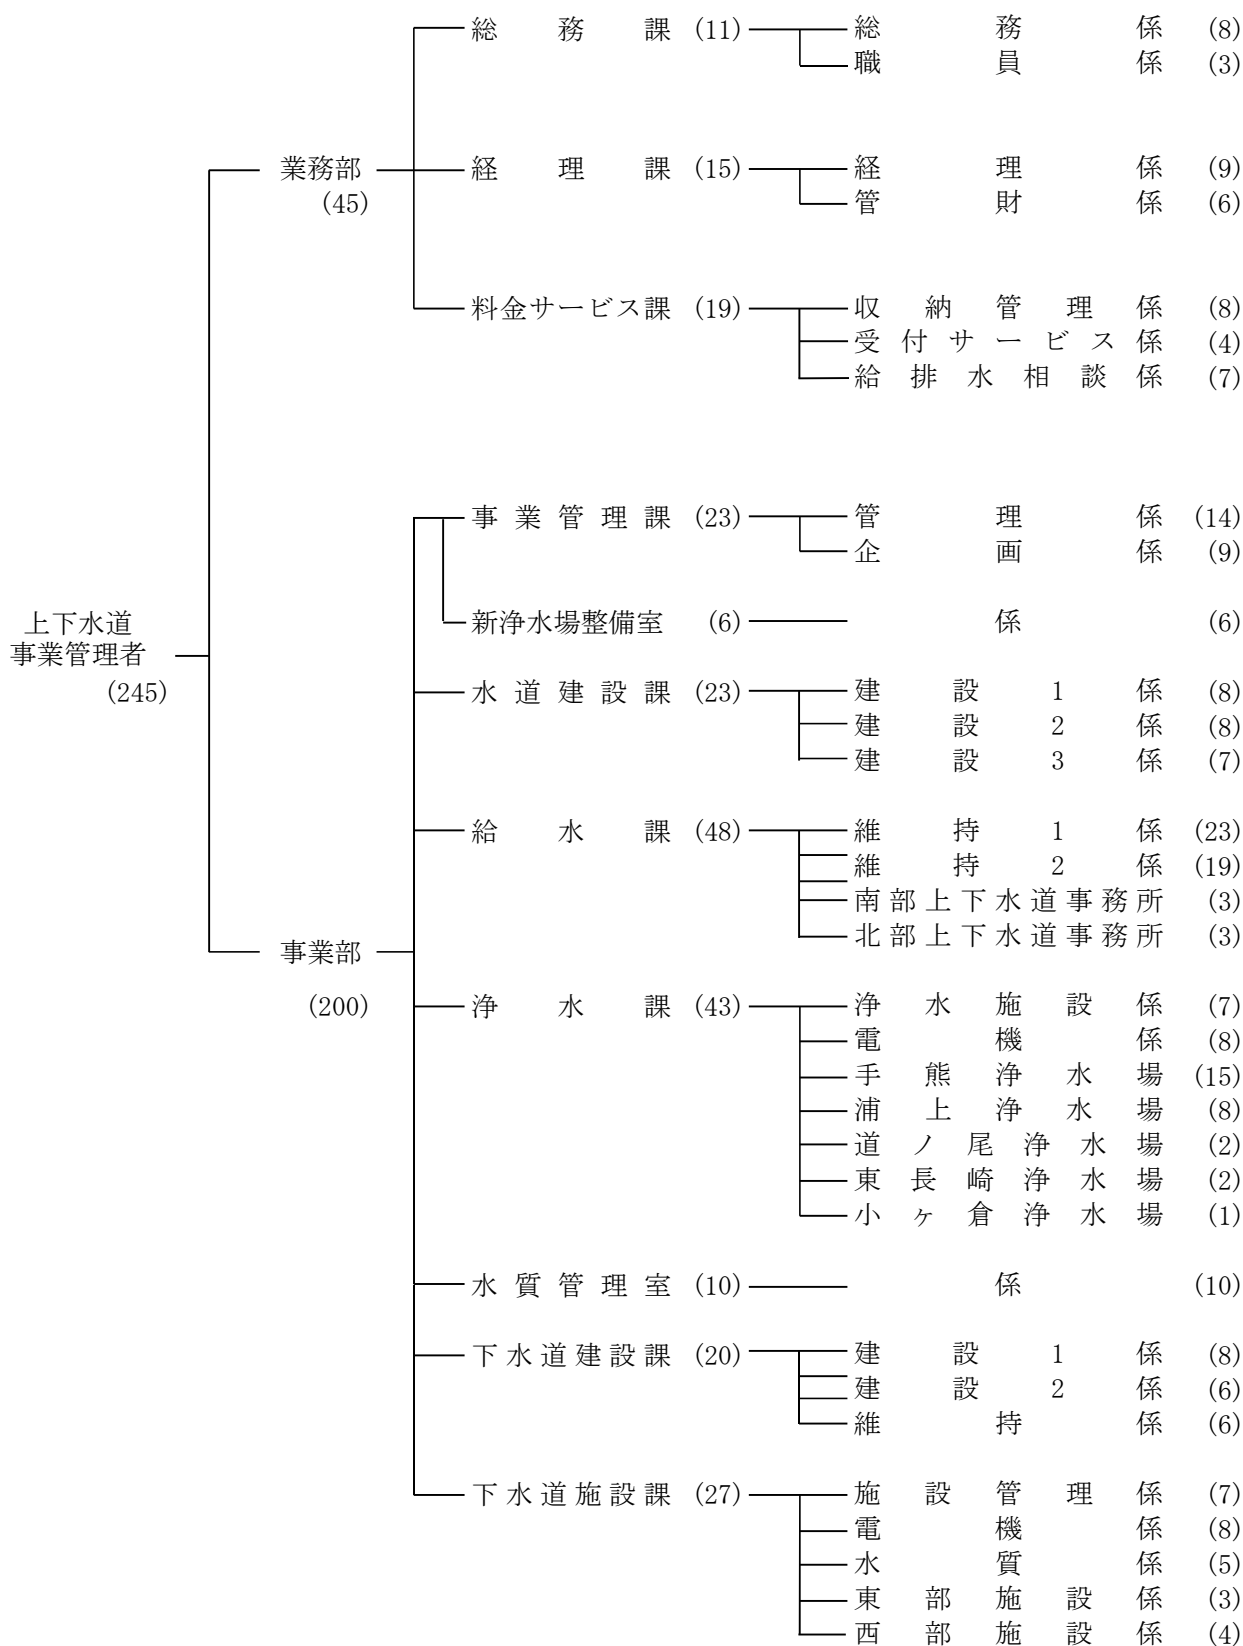 総務課 (11) 総務係 (8)
職員係 (3)
業務部 経理課 (15) 経理係 (9)
(45) 管財係 (6)
料金サービス課 (19) 収納管理係 (8)
受付サービス係 (4)
給排水相談係 (7)
事業管理課 (23) 管理係 (14)
企画係 (9)
上下水道 新浄水場整備室 (6) 係 (6)
事業管理者
(245) 水道建設課 (23) 建設1係 (8)
建設2係 (8)
建設3係 (7)
給水課 (48) 維持1係 (23)
維持2係 (19)
南部上下水道事務所 (3)
事業部 北部上下水道事務所 (3)
(200) 浄水課 (43) 浄水施設係 (7)
電機係 (8)
手熊浄水場 (15)
浦上浄水場 (8)
道ノ尾浄水場 (2)
東長崎浄水場 (2)
小ヶ倉浄水場 (1)
水質管理室 (10) 係 (10)
下水道建設課 (20) 建設1係 (8)
建設2係 (6)
維持係 (6)
下水道施設課 (27) 施設管理係 (7)
電機係 (8)
水質係 (5)
東部施設係 (3)
西部施設係 (4)